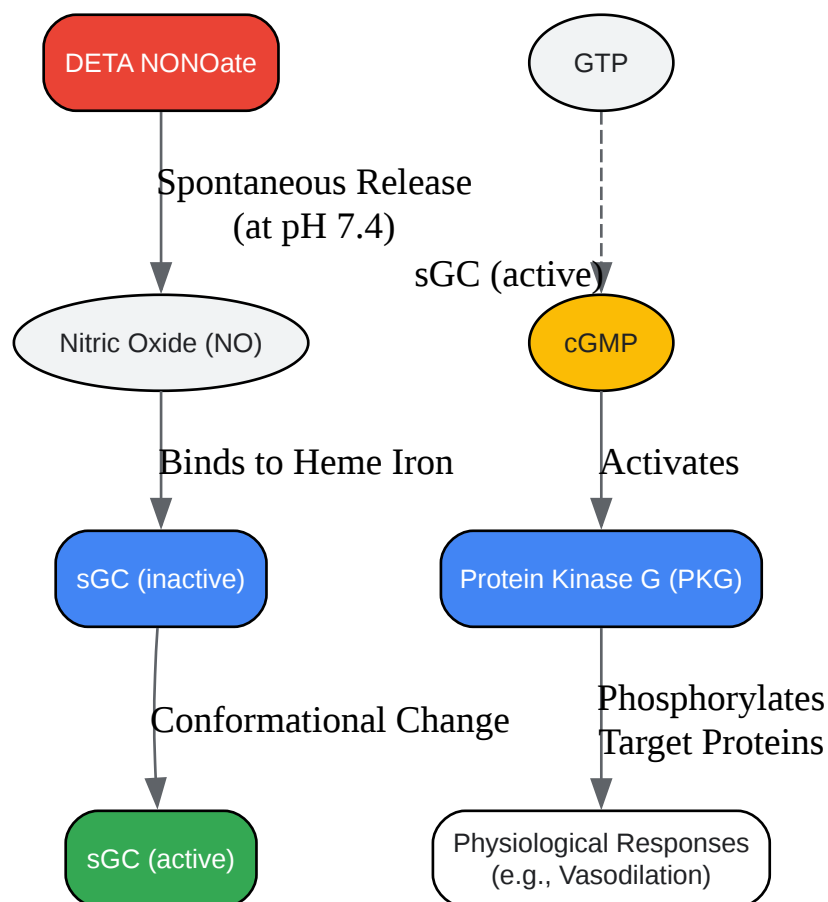 DETA NONOate
GTP
Spontaneous Release
(at pH 7.4)
sGC (active)
Nitric Oxide (NO)
cGMP
Binds to Heme Iron
Activates
sGC (inactive)
Protein Kinase G (PKG)
Conformational Change
Phosphorylates
Target Proteins
sGC (active)
Physiological Responses
(e.g., Vasodilation)